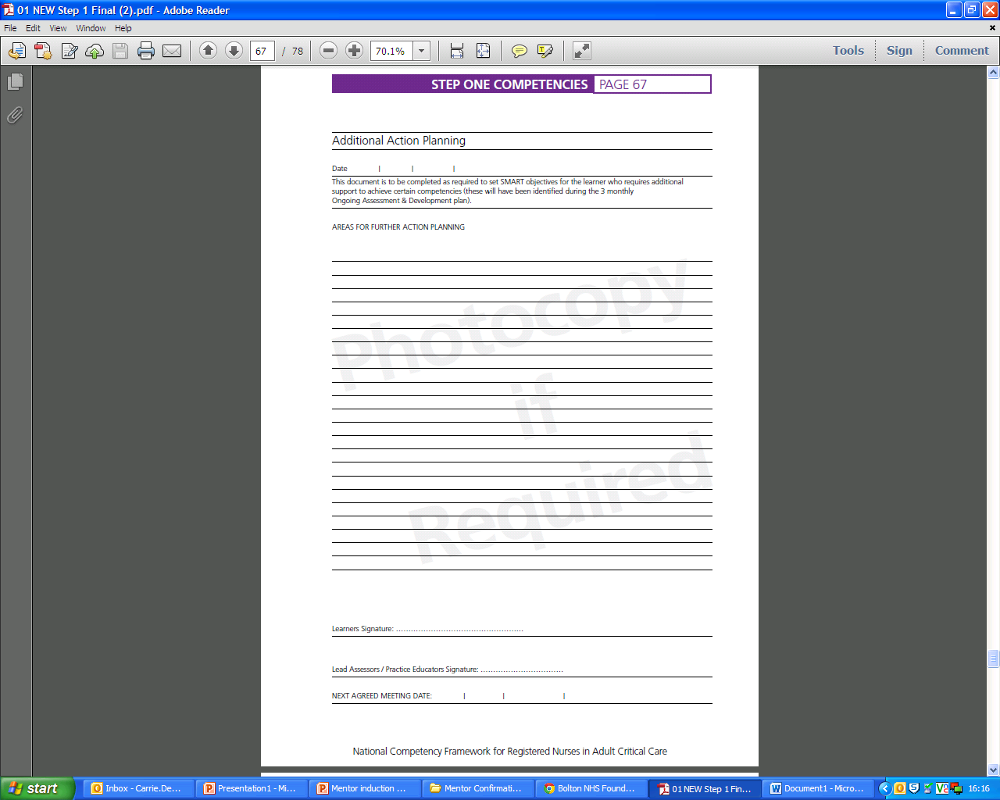 01 NEW Step 1 Final (2).pdf - Adobe Reader
File Edit View Window Help
67 / 78 70.1% Tools Sign Comment
STEP ONE COMPETENCIES PAGE 67
Additional Action Planning
Date | | |
This document is to be completed as required to set SMART objectives for the learner who requires additional
support to achieve certain competencies (these will have been identified during the 3 monthly
Ongoing Assessment & Development plan).
AREAS FOR FURTHER ACTION PLANNING
Photocopy
if
Required
Learners Signature: ....................................................
Lead Assessors / Practice Educators Signature: .................................
NEXT AGREED MEETING DATE: | | |
National Competency Framework for Registered Nurses in Adult Critical Care
start Inbox - Carrie.De... Presentation1 - Mi... Mentor induction ... Mentor Confirmati... Bolton NHS Found... 01 NEW Step 1 Fin... Document1 - Micro... 16:16